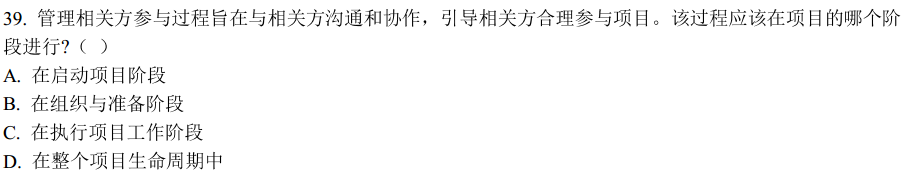 39. 管理相关方参与过程旨在与相关方沟通和协作，引导相关方合理参与项目。该过程应该在项目的哪个阶
段进行?（ ）
A. 在启动项目阶段
B. 在组织与准备阶段
C. 在执行项目工作阶段
D. 在整个项目生命周期中